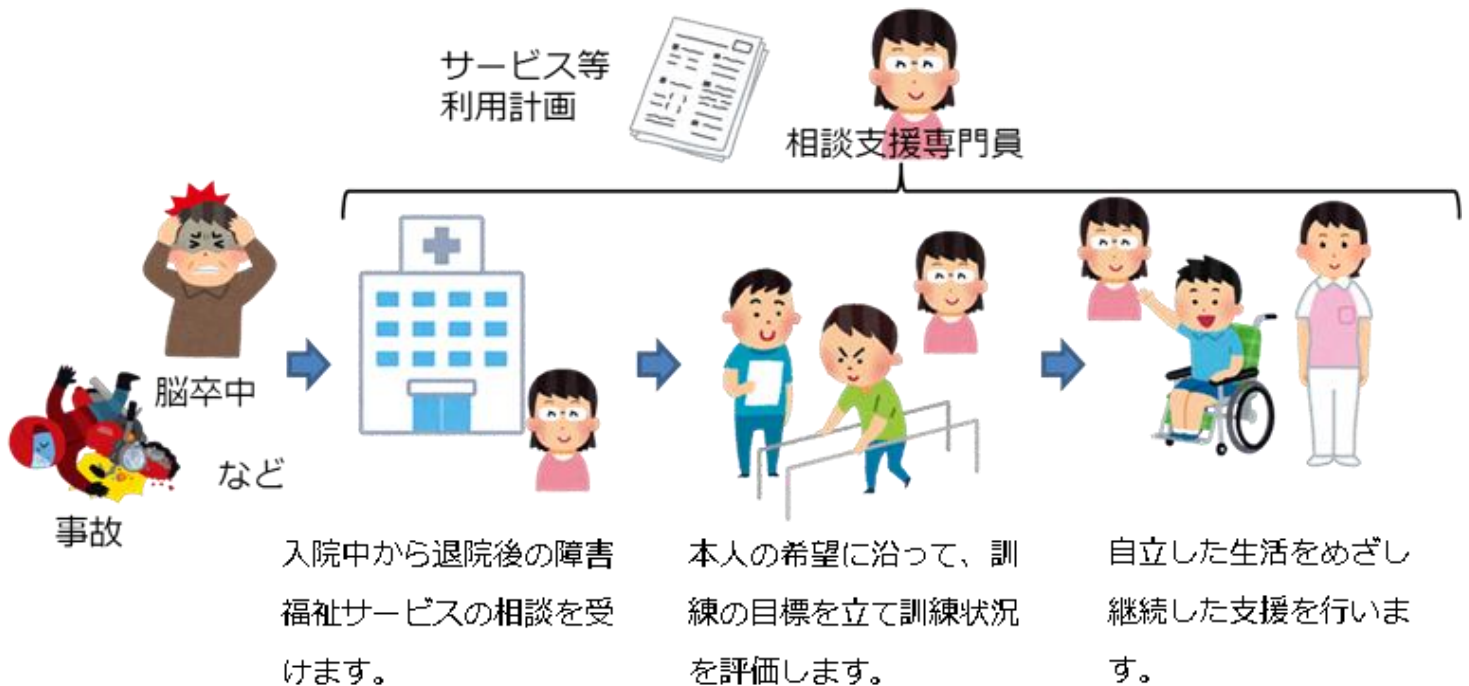 サービス等
利用計画
相談支援専門員
脳卒中
など
事故
入院中から退院後の障害
福祉サービスの相談を受
けます。
本人の希望に沿って、訓
練の目標を立て訓練状況
を評価します。
自立した生活をめざし
継続した支援を行いま
す。